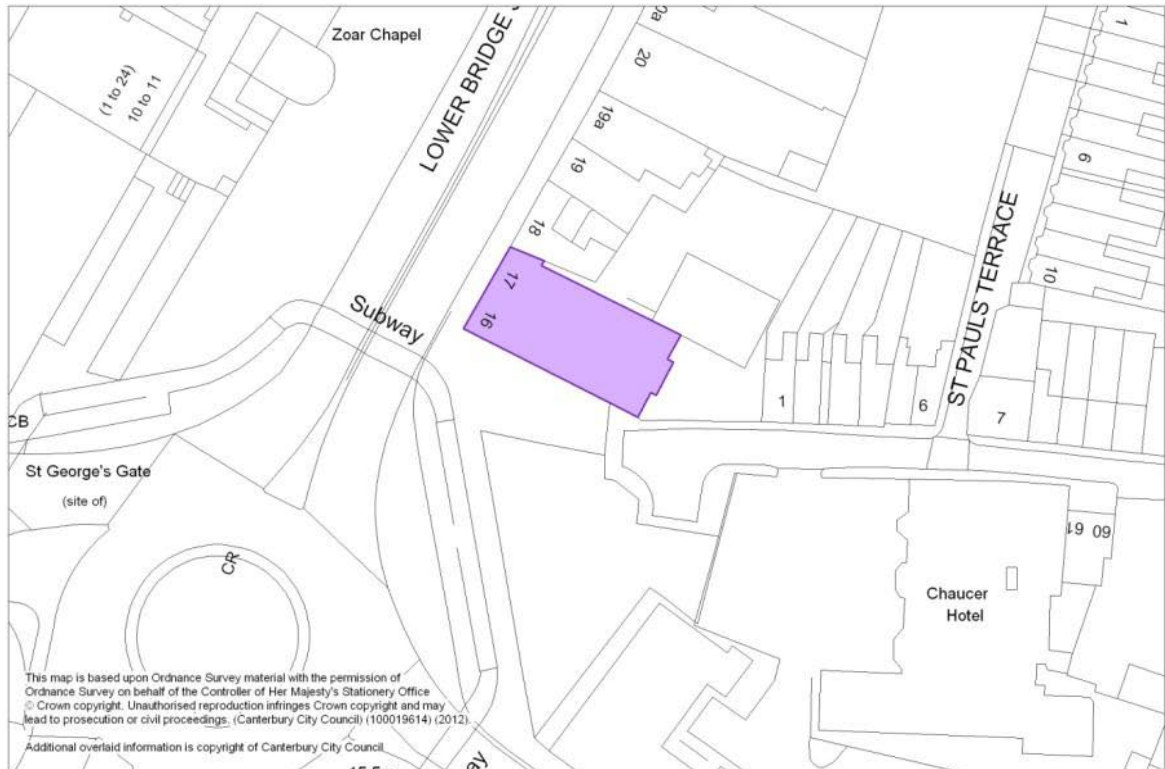 Zoar Chapel
LOWER BRIDGE S
(1 to 24)
10 to 11
20
19a
19
18
17
16
Subway
1
6
10
ST PAULS TERRACE
1
6
7
CB
St George's Gate
(site of)
CR
61
60
Chaucer
Hotel
This map is based upon Ordnance Survey material with the permission of
Ordnance Survey on behalf of the Controller of Her Majesty's Stationery Office
© Crown copyright. Unauthorised reproduction infringes Crown copyright and may
lead to prosecution or civil proceedings. (Canterbury City Council) (100019614) (2012).
Additional overlaid information is copyright of Canterbury City Council